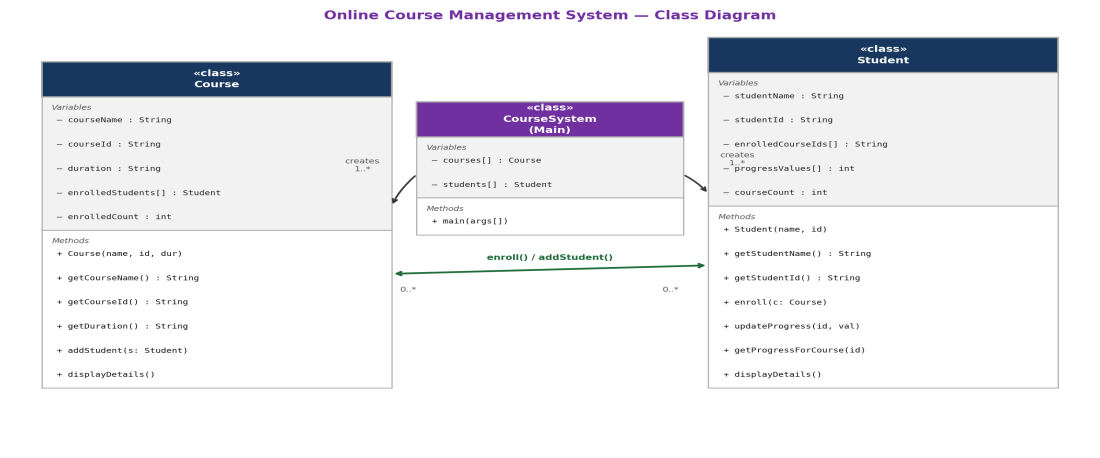 Online Course Management System — Class Diagram
«class»
Course
Variables
– courseName : String
– courseId : String
– duration : String
– enrolledStudents[] : Student
– enrolledCount : int
Methods
+ Course(name, id, dur)
+ getCourseName() : String
+ getCourseId() : String
+ getDuration() : String
+ addStudent(s: Student)
+ displayDetails()
creates
1..*
«class»
CourseSystem
(Main)
Variables
– courses[] : Course
– students[] : Student
Methods
+ main(args[])
enroll() / addStudent()
0..*
0..*
«class»
Student
Variables
– studentName : String
– studentId : String
– enrolledCourseIds[] : String
creates
1..*
– progressValues[] : int
– courseCount : int
Methods
+ Student(name, id)
+ getStudentName() : String
+ getStudentId() : String
+ enroll(c: Course)
+ updateProgress(id, val)
+ getProgressForCourse(id)
+ displayDetails()